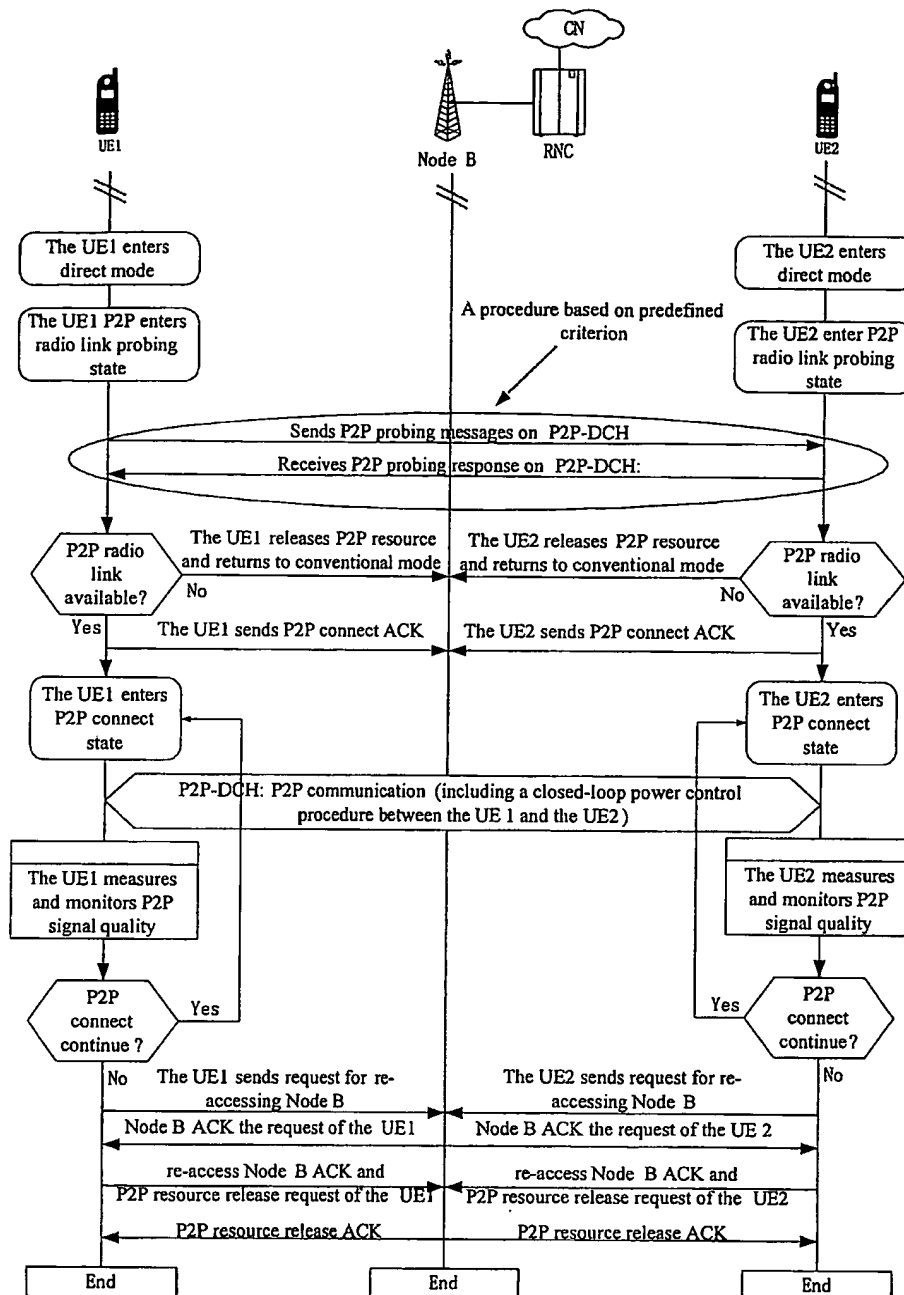 CN
UE1
Node B
RNC
UE2
The UE1 enters
direct mode
The UE2 enters
direct mode
The UE1 P2P enters
radio link probing
state
A procedure based on predefined
criterion
The UE2 enter P2P
radio link probing
state
Sends P2P probing messages on P2P-DCH
Receives P2P probing response on P2P-DCH:
P2P radio
link
available?
The UE1 releases P2P resource
and returns to conventional mode
No
The UE2 releases P2P resource
and returns to conventional mode
No
P2P radio
link
available?
Yes
The UE1 sends P2P connect ACK
The UE2 sends P2P connect ACK
Yes
The UE1 enters
P2P connect
state
The UE2 enters
P2P connect
state
P2P-DCH: P2P communication (including a closed-loop power control
procedure between the UE 1 and the UE2)
The UE1 measures
and monitors P2P
signal quality
The UE2 measures
and monitors P2P
signal quality
P2P
connect
continue ?
Yes
Yes
P2P
connect
continue?
No
The UE1 sends request for re-
accessing Node B
The UE2 sends request for re-
accessing Node B
No
Node B ACK the request of the UE1
Node B ACK the request of the UE 2
re-access Node B ACK and
P2P resource release request of the UE1
re-access Node B ACK and
P2P resource release request of the UE2
P2P resource release ACK
P2P resource release ACK
End
End
End